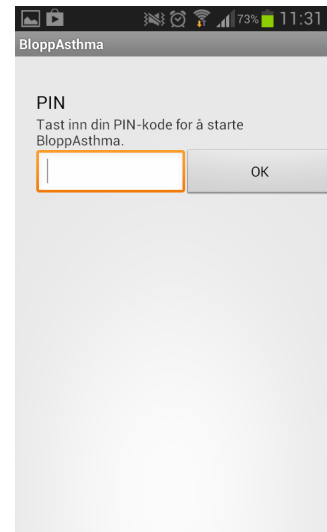 73% 11:31
BloppAsthma
PIN
Tast inn din PIN-kode for å starte
BloppAsthma.
OK